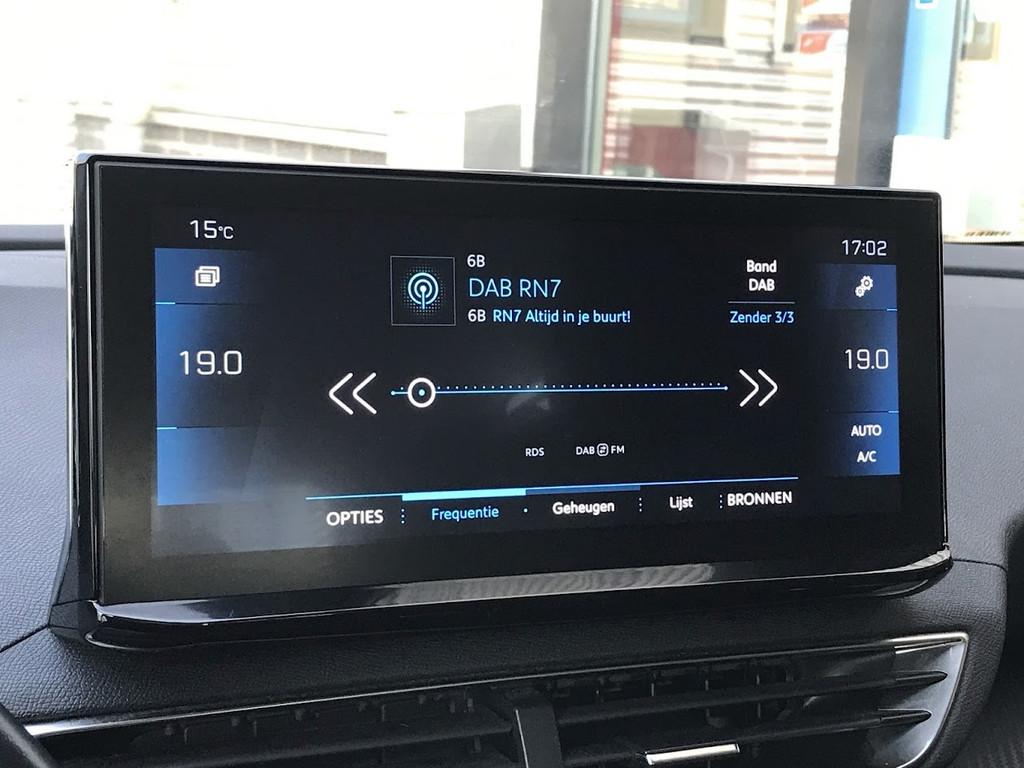 15°C
17:02
6B
DAB RN7
6B RN7 Altijd in je buurt!
Band
DAB
Zender 3/3
19.0
19.0
AUTO
A/C
RDS
DAB FM
OPTIES
Frequentie
Geheugen
Lijst
BRONNEN